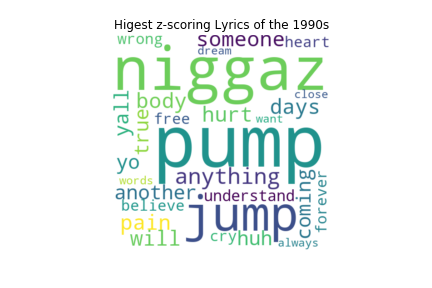 Higest z-scoring Lyrics of the 1990s
wrong
someone
heart
dream
niggaz
close
yall
body
days
true
free
hurt
want
pump
yo
anything
words
another
understand
coming
forever
believe
jump
pain
will
cry
huh
always